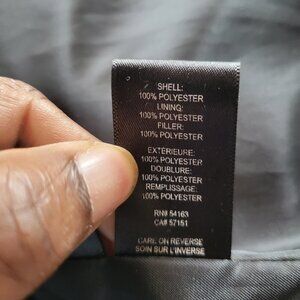 SHELL:
100% POLYESTER
LINING:
100% POLYESTER
FILLER:
100% POLYESTER
EXTÉRIEURE:
100% POLYESTER
DOUBLURE:
100% POLYESTER
REMPLISSAGE:
100% POLYESTER
RN# 54163
CA# 57151
CARE ON REVERSE
SOIN SUR L'INVERSE